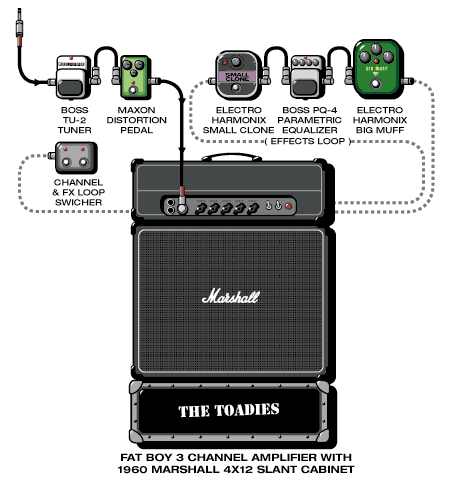 SMALL
CLONE
BIG MUFF
BOSS
TU-2
TUNER
MAXON
DISTORTION
PEDAL
ELECTRO
HARMONIX
SMALL CLONE
BOSS PQ-4
PARAMETRIC
EQUALIZER
( EFFECTS LOOP )
ELECTRO
HARMONIX
BIG MUFF
CHANNEL
& FX LOOP
SWICHER
Marshall
THE TOADIES
FAT BOY 3 CHANNEL AMPLIFIER WITH
1960 MARSHALL 4X12 SLANT CABINET